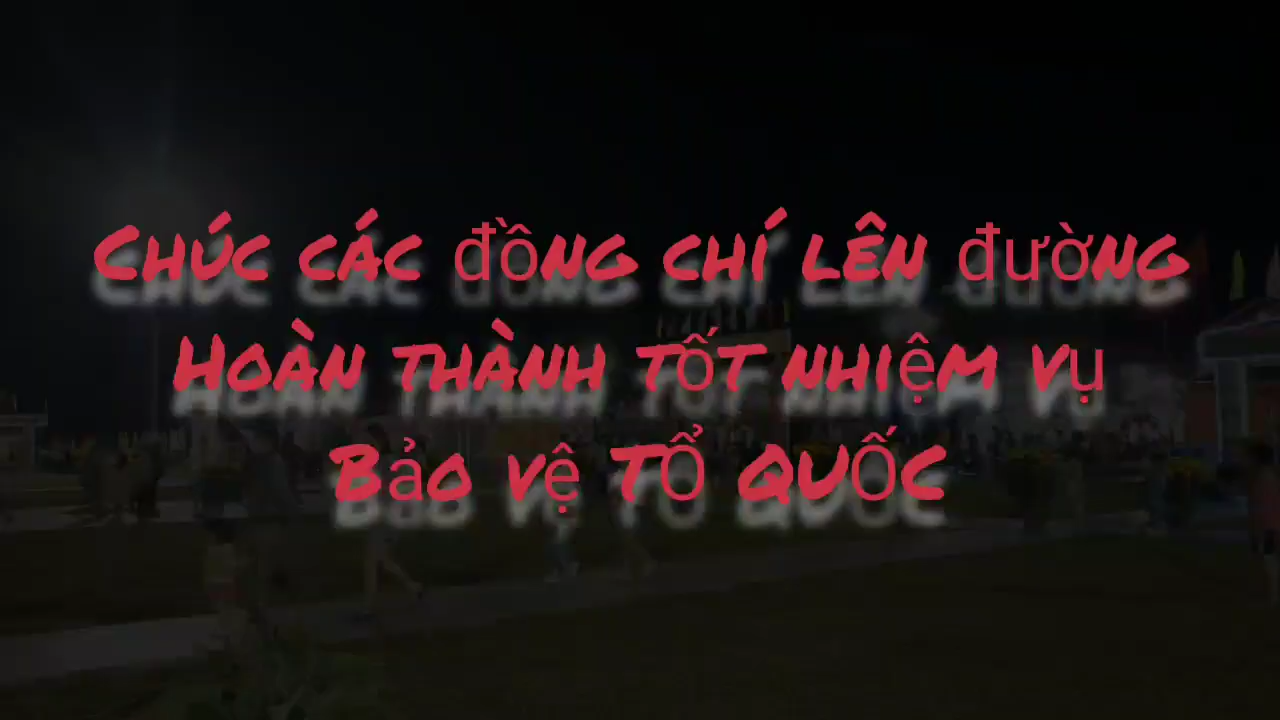 Chúc các đồng chí lên đường
Hoàn thành tốt nhiệm vụ
Bảo vệ TỔ QUỐC